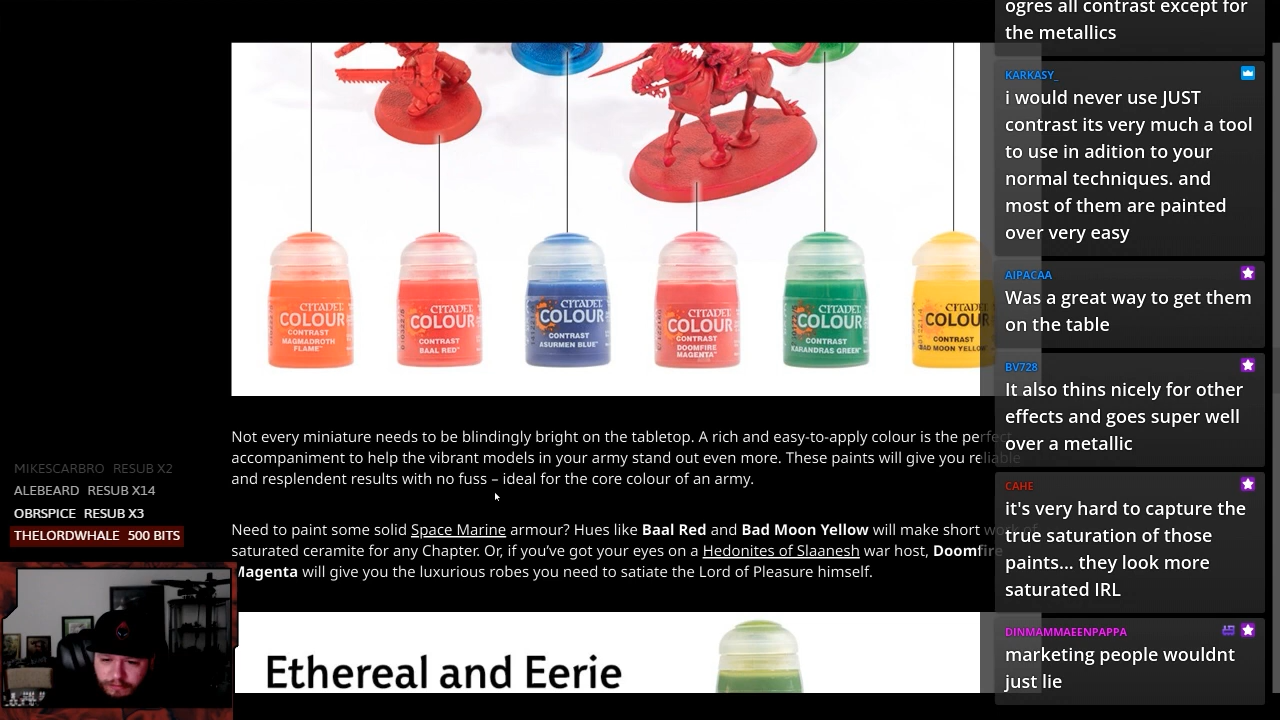 ogres all contrast except for
the metallics
KARKASY_
i would never use JUST
contrast its very much a tool
to use in adition to your
normal techniques. and
most of them are painted
over very easy
AIPACAA
Was a great way to get them
on the table
BV728
It also thins nicely for other
effects and goes super well
over a metallic
CAHE
it's very hard to capture the
true saturation of those
paints... they look more
saturated IRL
DINMAMMAEENPAPPA
marketing people wouldnt
just lie
CITADEL
COLOUR
CONTRAST
MAGMADROTH
FLAME™
CITADEL
COLOUR
CONTRAST
BAAL RED™
CITADEL
COLOUR
CONTRAST
ASURMEN BLUE™
CITADEL
COLOUR
CONTRAST
DOOMFIRE
MAGENTA™
CITADEL
COLOUR
CONTRAST
KARANDRAS GREEN™
CITADEL
COLOUR
CONTRAST
BAD MOON YELLOW™
Not every miniature needs to be blindingly bright on the tabletop. A rich and easy-to-apply colour is the perfect
accompaniment to help the vibrant models in your army stand out even more. These paints will give you reliable
and resplendent results with no fuss – ideal for the core colour of an army.
Need to paint some solid Space Marine armour? Hues like Baal Red and Bad Moon Yellow will make short work of
saturated ceramite for any Chapter. Or, if you’ve got your eyes on a Hedonites of Slaanesh war host, Doomfire
Magenta will give you the luxurious robes you need to satiate the Lord of Pleasure himself.
Ethereal and Eerie
MIKESCARBRO RESUB X2
ALEBEARD RESUB X14
OBRSPICE RESUB X3
THELORDWHALE 500 BITS